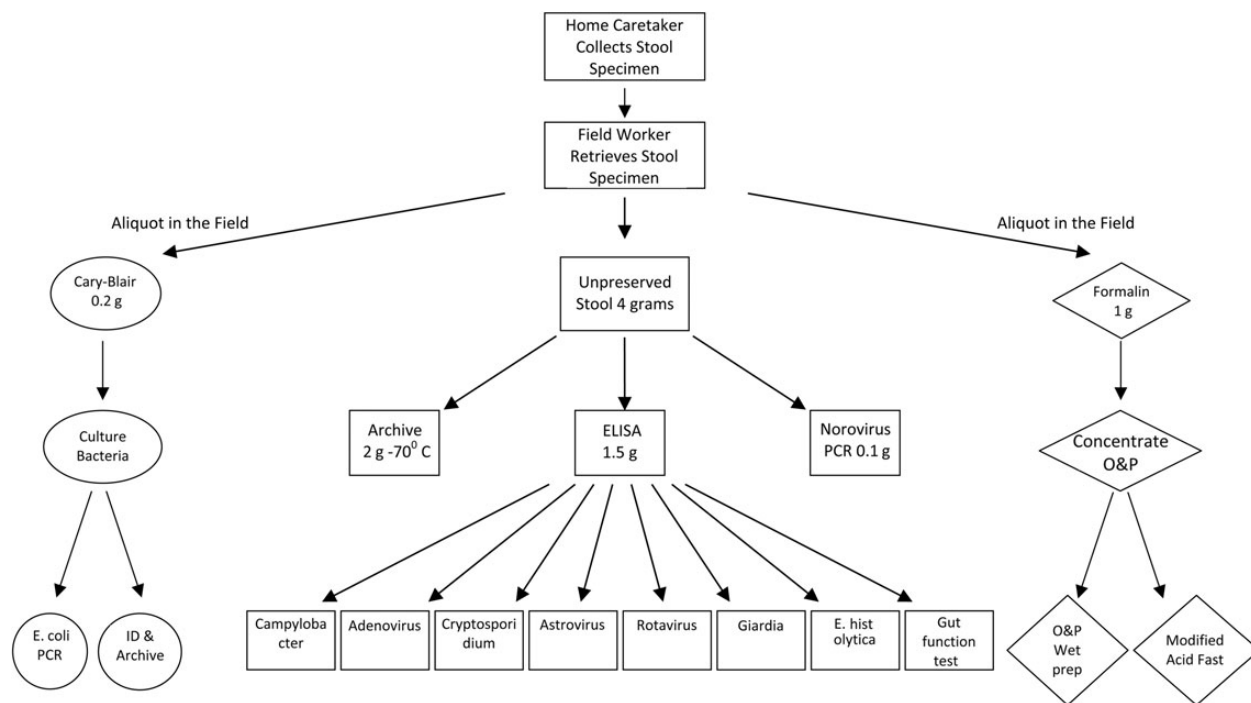 Home Caretaker
Collects Stool
Specimen
Field Worker
Retrieves Stool
Specimen
Aliquot in the Field
Aliquot in the Field
Cary-Blair
0.2 g
Unpreserved
Stool 4 grams
Formalin
1 g
Culture
Bacteria
Archive
2 g -70⁰ C
ELISA
1.5 g
Norovirus
PCR 0.1 g
Concentrate
O&P
E. coli
PCR
ID &
Archive
Campyloba
cter
Adenovirus
Cryptospori
dium
Astrovirus
Rotavirus
Giardia
E. hist
olytica
Gut
function
test
O&P
Wet
prep
Modified
Acid Fast